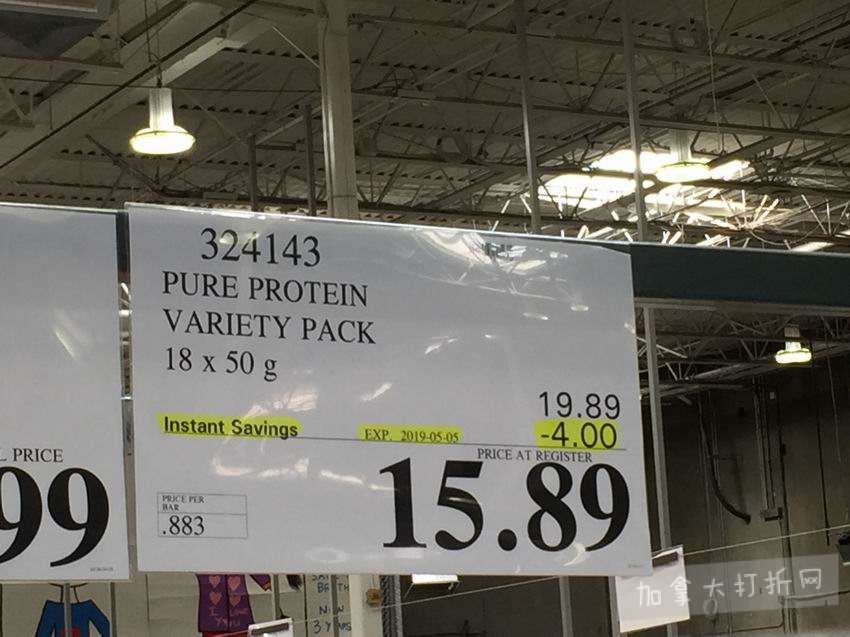 324143
PURE PROTEIN
VARIETY PACK
18 x 50 g
19.89
Instant Savings EXP. 2019-05-05 -4.00
PRICE AT REGISTER
15.89
PRICE PER
BAR
.883
PRICE
99
加拿大打折网